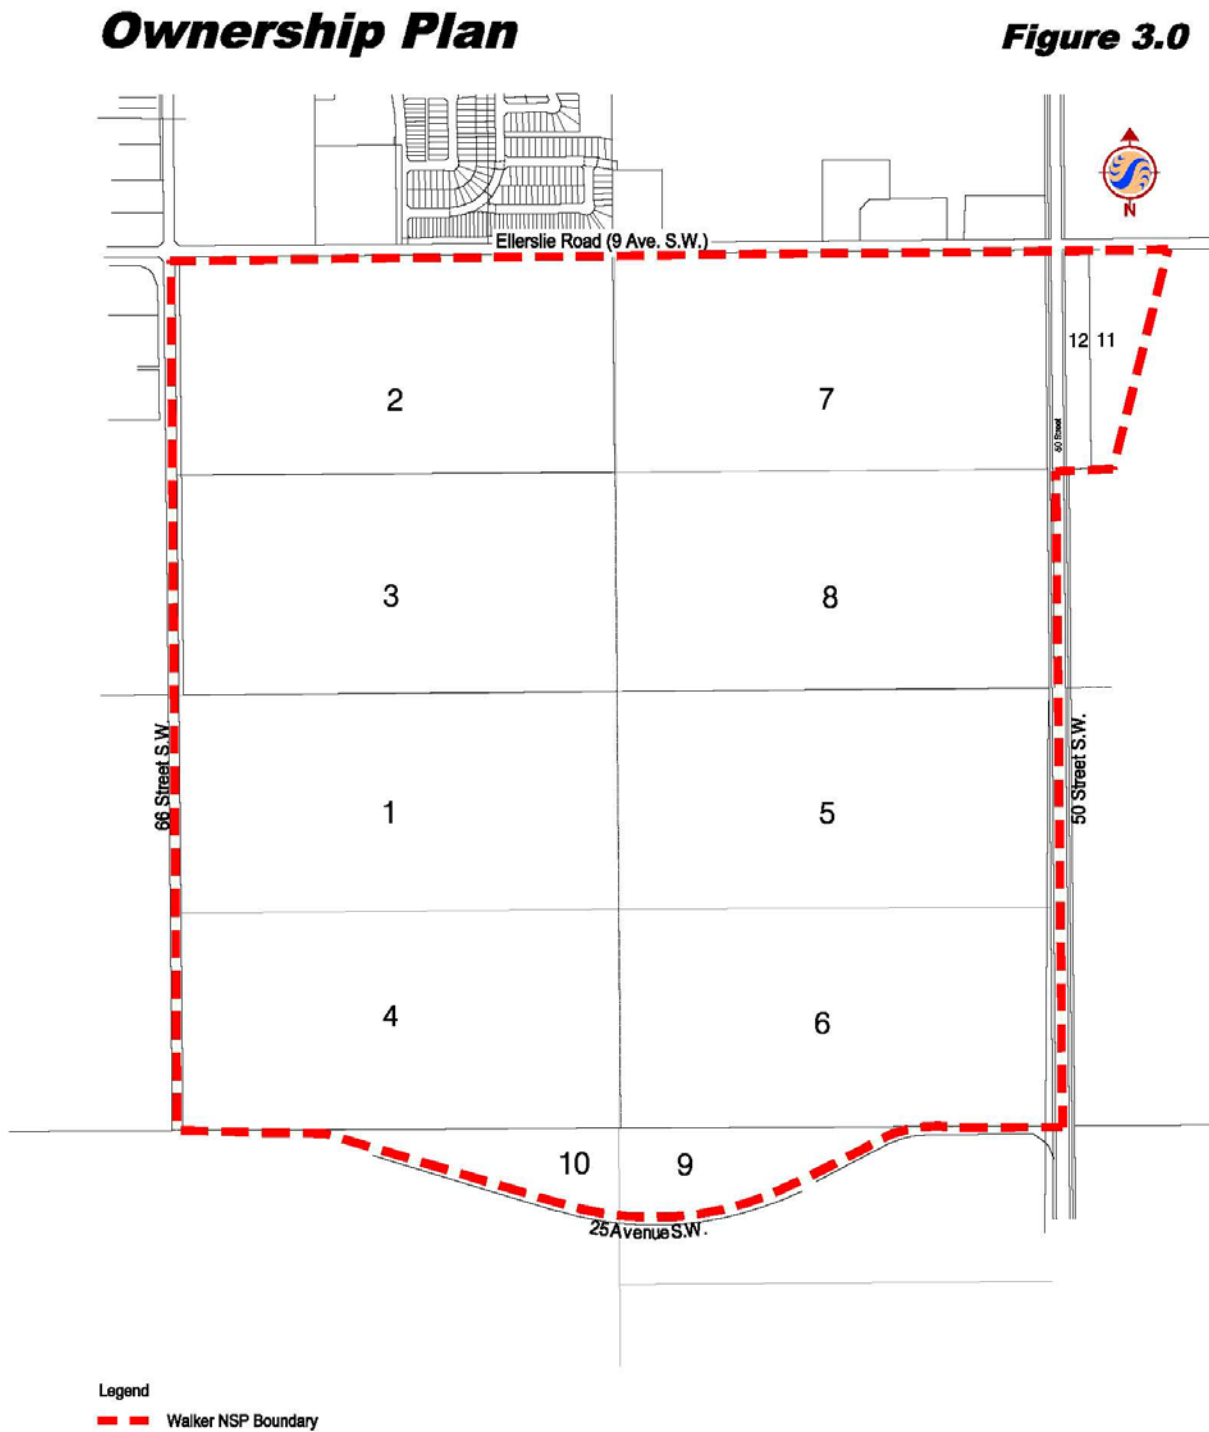 Ownership Plan
Figure 3.0
N
Ellerslie Road (9 Ave. S.W.)
12 11
2
7
50 Street
3
8
66 Street S.W.
50 Street S.W.
1
5
4
6
10
9
25 Avenue S.W.
Legend
Walker NSP Boundary